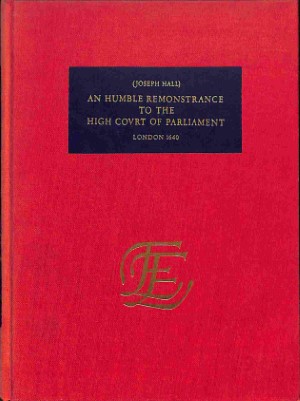 (JOSEPH HALL)
AN HUMBLE REMONSTRANCE
TO THE
HIGH COVRT OF PARLIAMENT
LONDON 1640